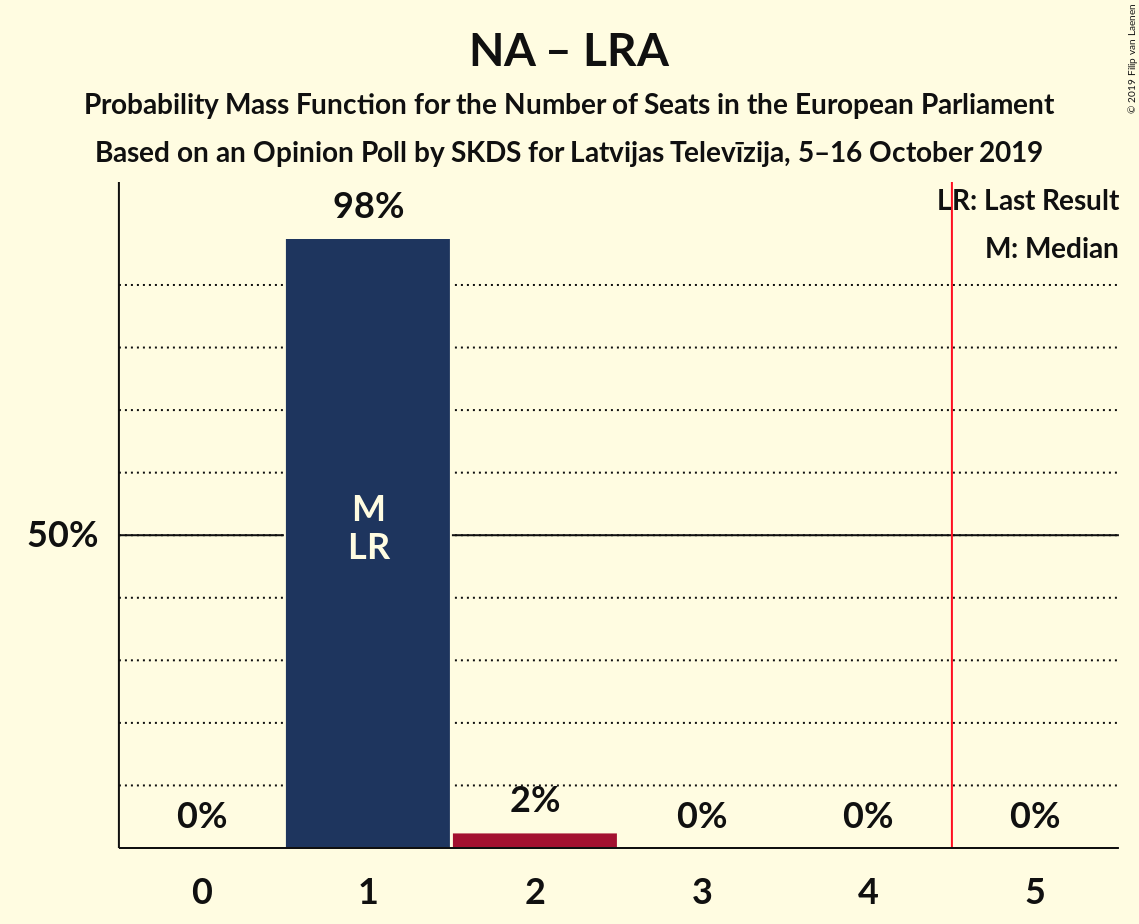 NA – LRA
Probability Mass Function for the Number of Seats in the European Parliament
Based on an Opinion Poll by SKDS for Latvijas Televīzija, 5–16 October 2019
© 2019 Filip van Laenen
LR: Last Result
M: Median
98%
M
LR
50%
0%
2%
0%
0%
0%
0
1
2
3
4
5